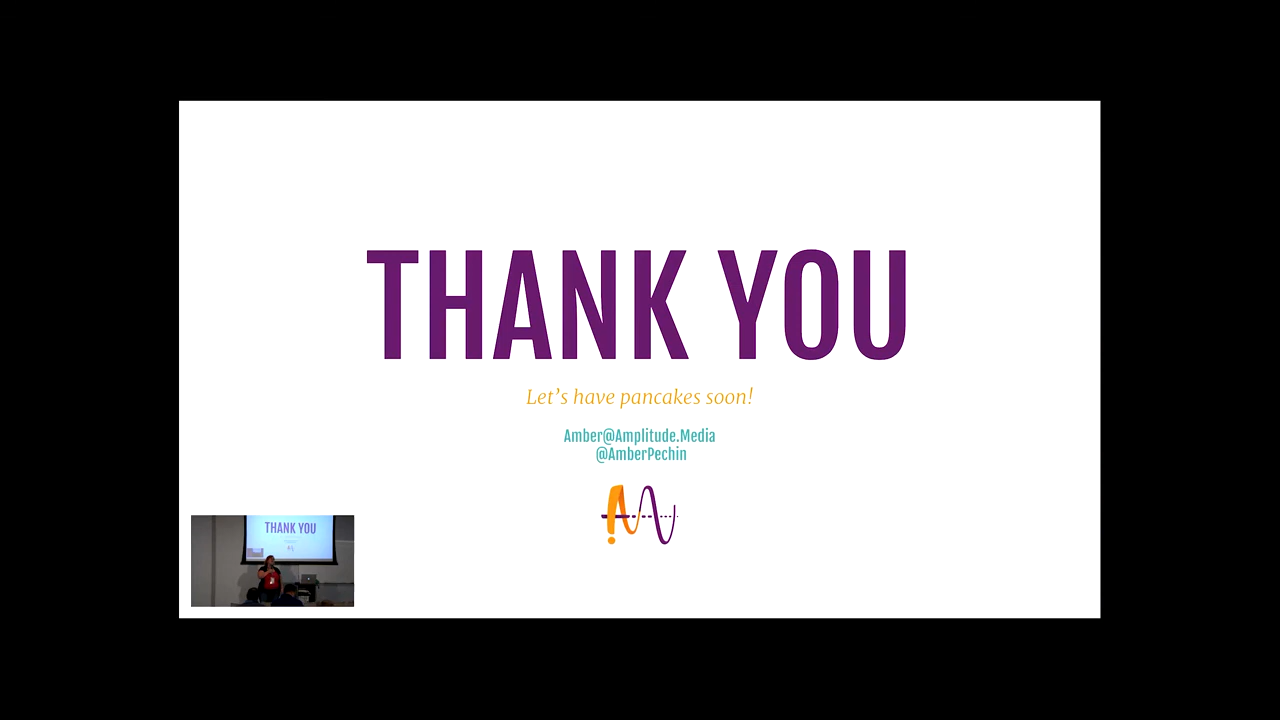 THANK YOU
Let's have pancakes soon!
Amber@Amplitude.Media
@AmberPechin
THANK YOU